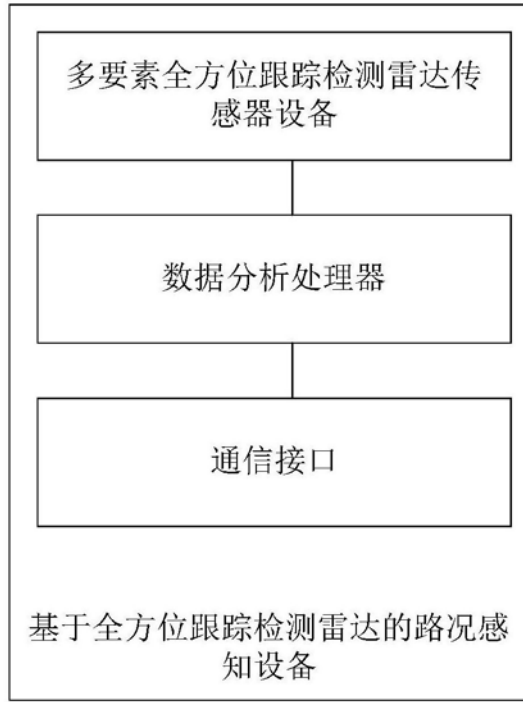 多要素全方位跟踪检测雷达传
感器设备
数据分析处理器
通信接口
基于全方位跟踪检测雷达的路况感
知设备